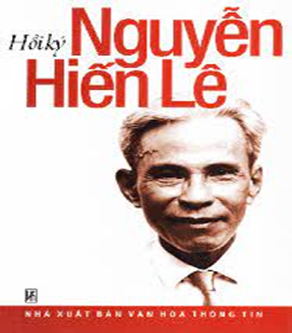 Hồi ký Nguyễn
Hiến Lê
NHÀ XUẤT BẢN VĂN HÓA THÔNG TIN